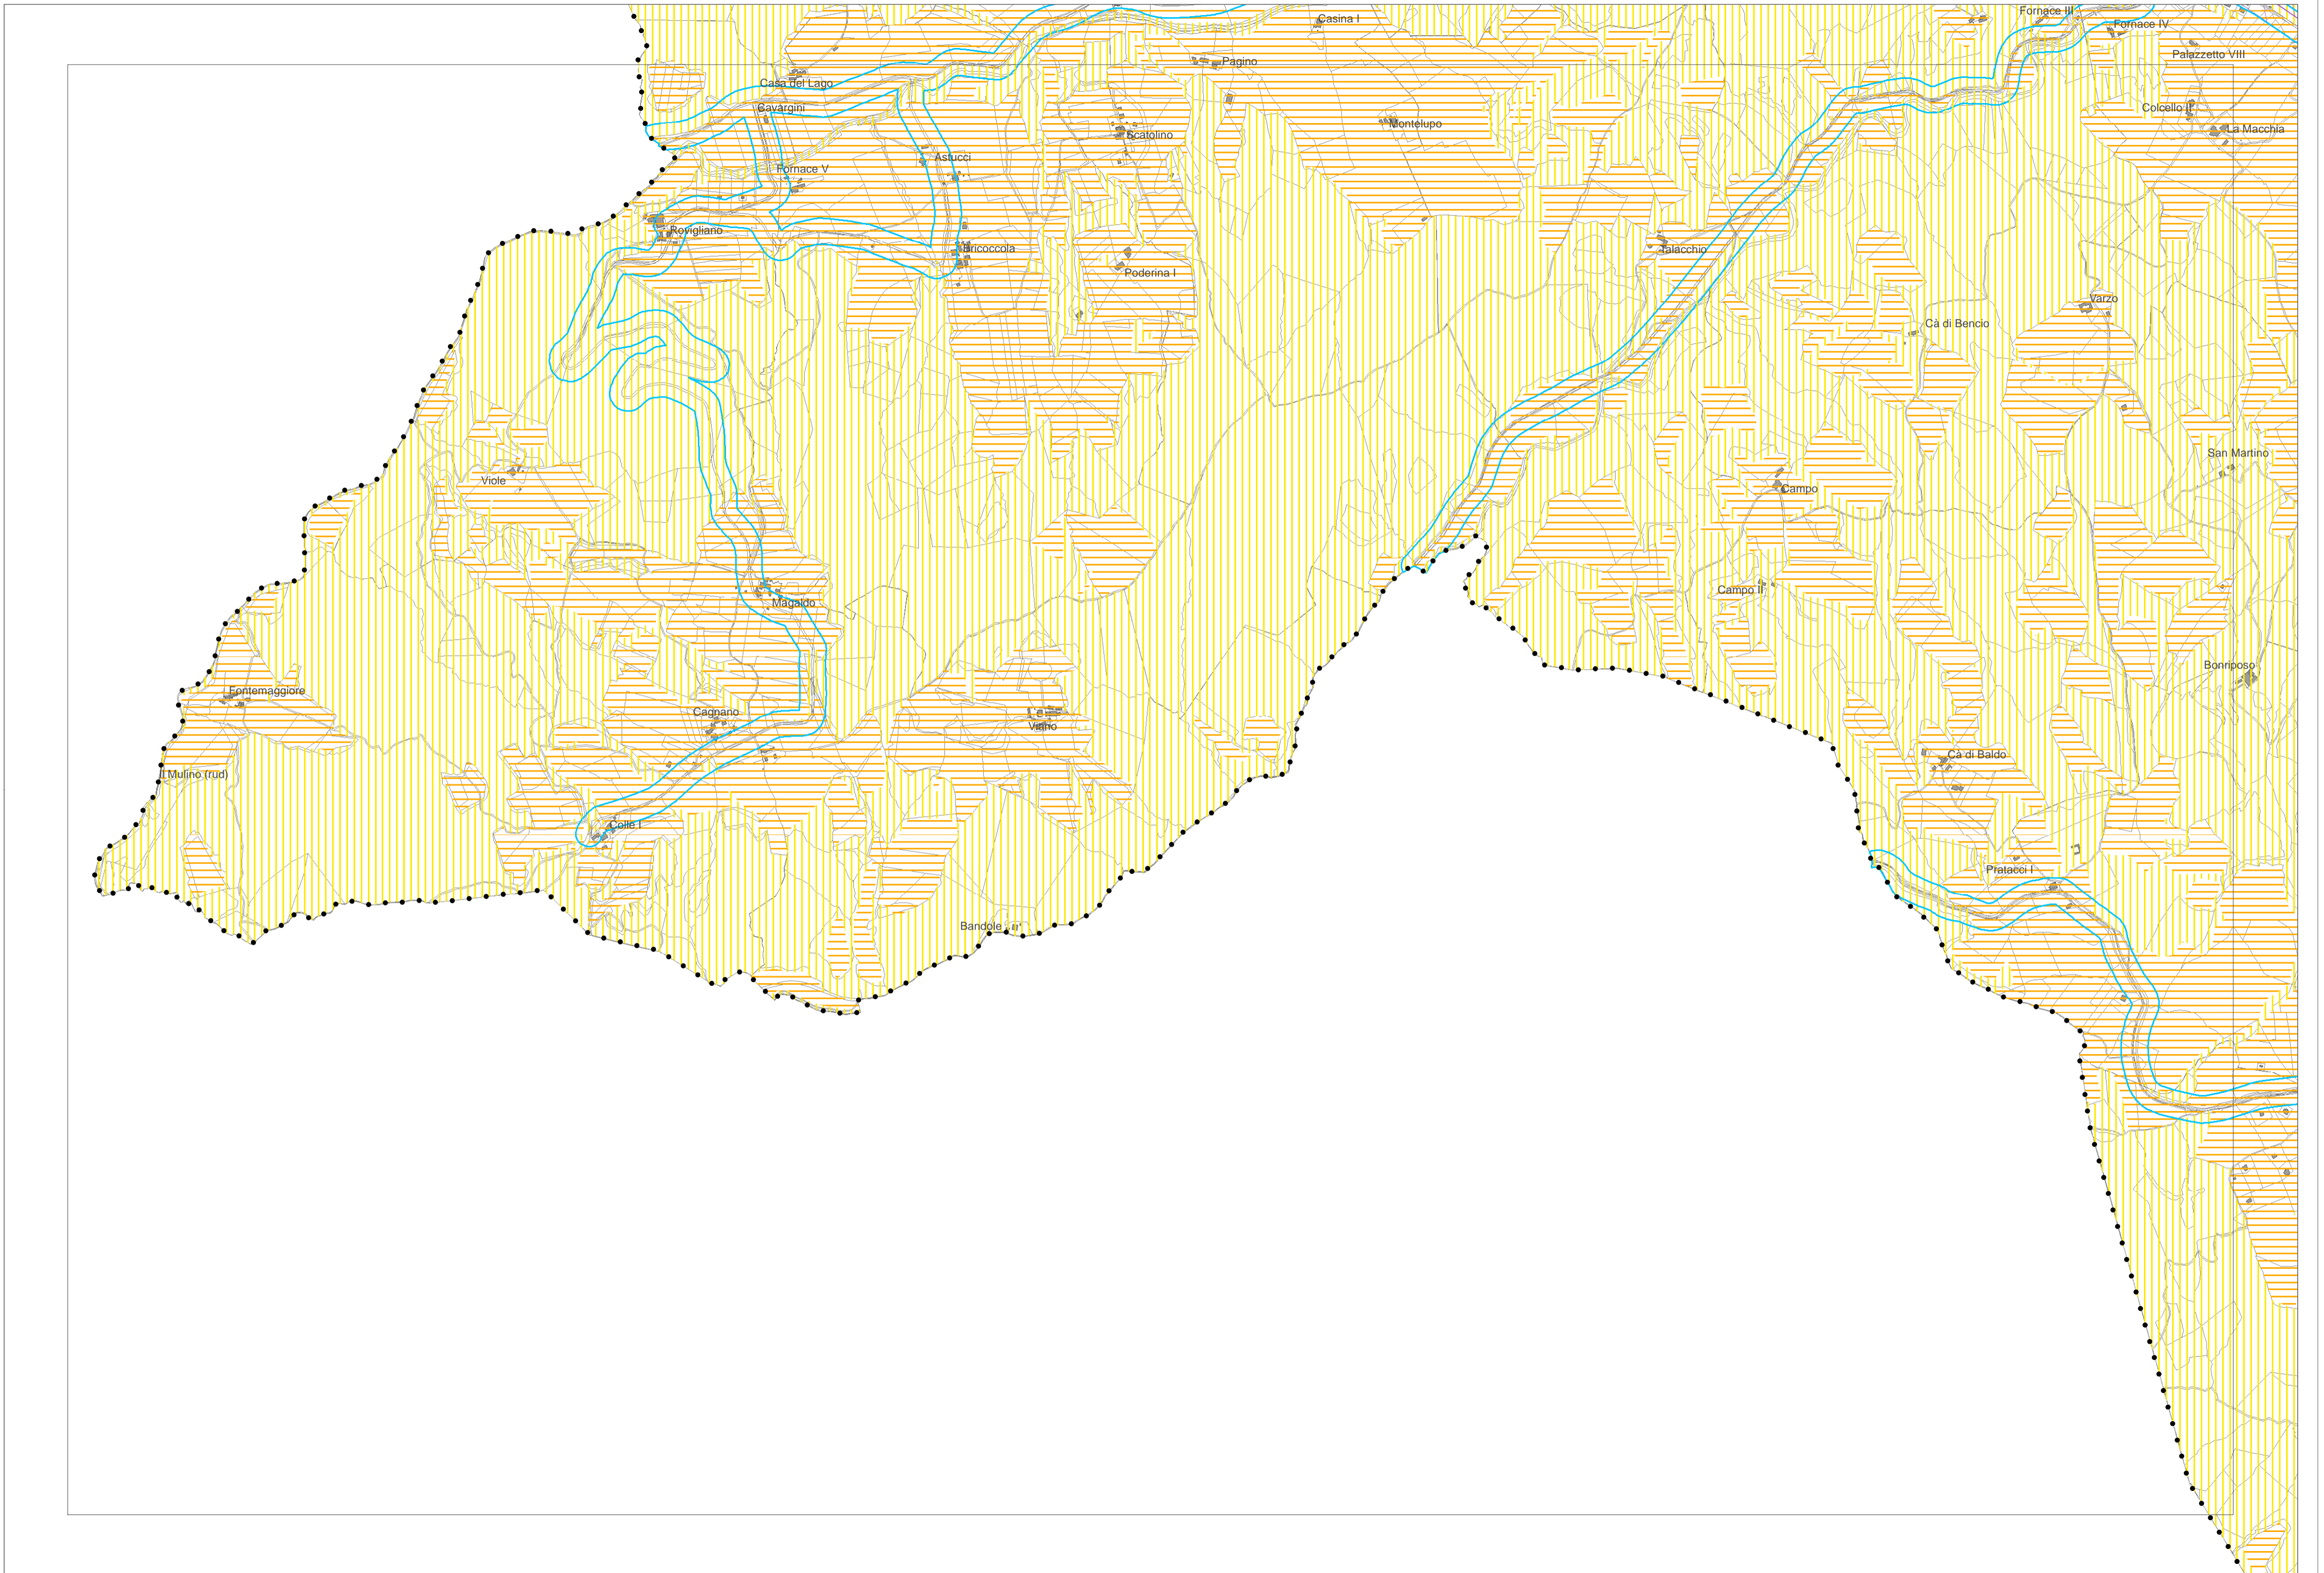 Fornace III
Casina I
Fornace IV
Palazzetto VIII
Pagino
Casa del Lago
Cavargini
Colcello II
Montelupo
La Macchia
Scatolino
Astucci
Fornace V
Rovigliano
Bricoccola
Talacchio
Poderina I
Varzo
Cà di Bencio
San Martino
Viole
Campo
Campo II
Magaldo
Bonriposo
Fontemaggiore
Cagnano
Viano
Cà di Baldo
Il Mulino (rud)
Colle I
Pratacci I
Bandole